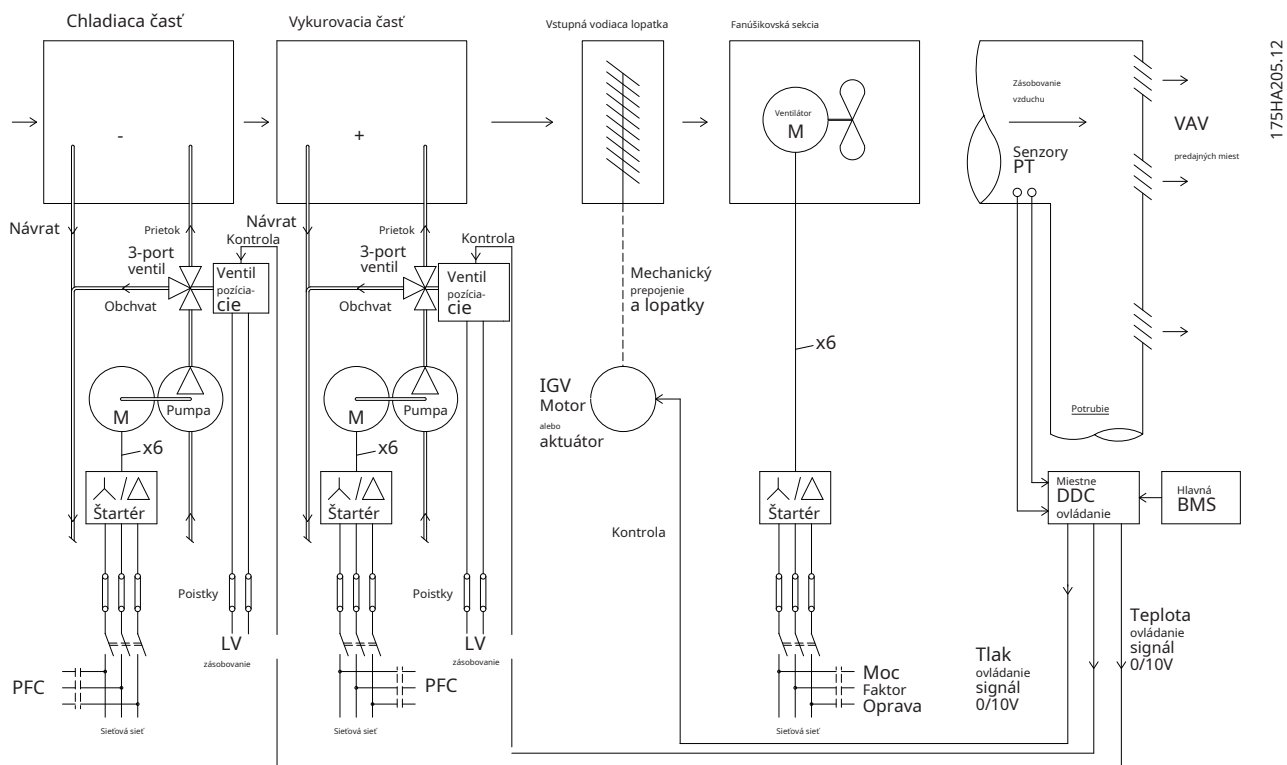 Chladiaca časť
Vykurovacia časť
Vstupná vodiaca lopatka
Fanúšikovská sekcia
175HA205.12
-
+
Ventilátor
M
Zásobovanie
vzduchu
VAV
predajných miest
Senzory
PT
Návrat
Prietok
3-port
ventil
Kontrola
Ventil
pozícia-
cie
Obchvat
Návrat
Prietok
3-port
ventil
Kontrola
Ventil
pozícia-
cie
Obchvat
Mechanický
prepojenie
a lopatky
x6
M
Pumpa
x6
M
Pumpa
x6
IGV
Motor
alebo
aktuátor
Potrubie
Štartér
Štartér
Štartér
Miestne
DDC
ovládanie
Hlavná
BMS
Kontrola
Poistky
Poistky
LV
zásobovanie
LV
zásobovanie
PFC
PFC
Moc
Faktor
Oprava
Tlak
ovládanie
signál
0/10V
Teplota
ovládanie
signál
0/10V
Sieťová sieť
Sieťová sieť
Sieťová sieť